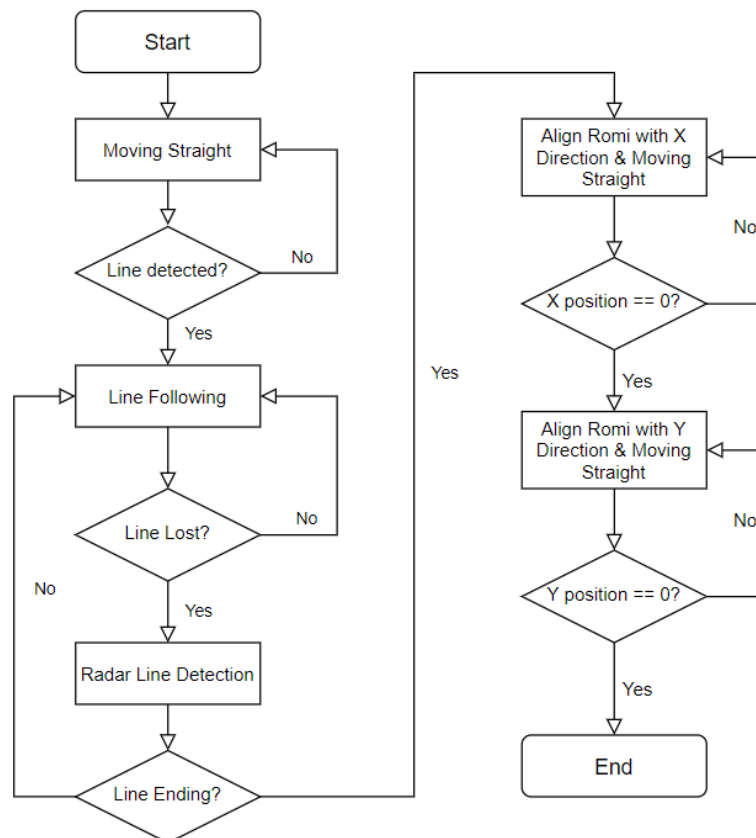 Start
Moving Straight
Line detected?
No
Yes
Line Following
Line Lost?
No
No
Yes
Radar Line Detection
Line Ending?
Yes
Align Romi with X
Direction & Moving
Straight
No
X position == 0?
Yes
Align Romi with Y
Direction & Moving
Straight
No
Y position == 0?
Yes
End